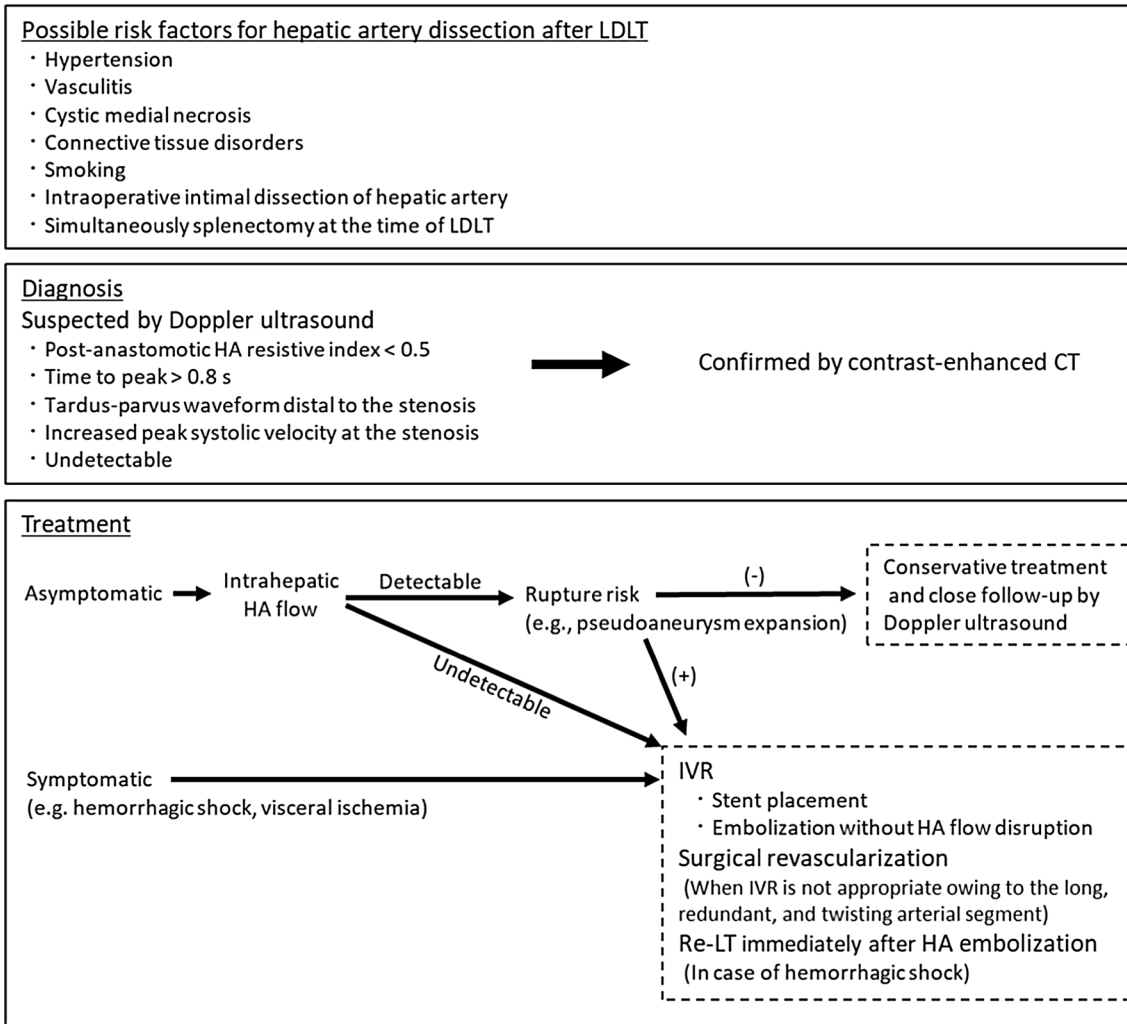 Possible risk factors for hepatic artery dissection after LDLT
・Hypertension
・Vasculitis
・Cystic medial necrosis
・Connective tissue disorders
・Smoking
・Intraoperative intimal dissection of hepatic artery
・Simultaneously splenectomy at the time of LDLT
Diagnosis
Suspected by Doppler ultrasound
・Post-anastomotic HA resistive index < 0.5
・Time to peak > 0.8 s
・Tardus-parvus waveform distal to the stenosis
・Increased peak systolic velocity at the stenosis
・Undetectable
Confirmed by contrast-enhanced CT
Treatment
Asymptomatic
Intrahepatic
HA flow
Detectable
Undetectable
Rupture risk
(e.g., pseudoaneurysm expansion)
(-)
(+)
Conservative treatment
and close follow-up by
Doppler ultrasound
Symptomatic
(e.g. hemorrhagic shock, visceral ischemia)
IVR
・Stent placement
・Embolization without HA flow disruption
Surgical revascularization
(When IVR is not appropriate owing to the long,
redundant, and twisting arterial segment)
Re-LT immediately after HA embolization
(In case of hemorrhagic shock)